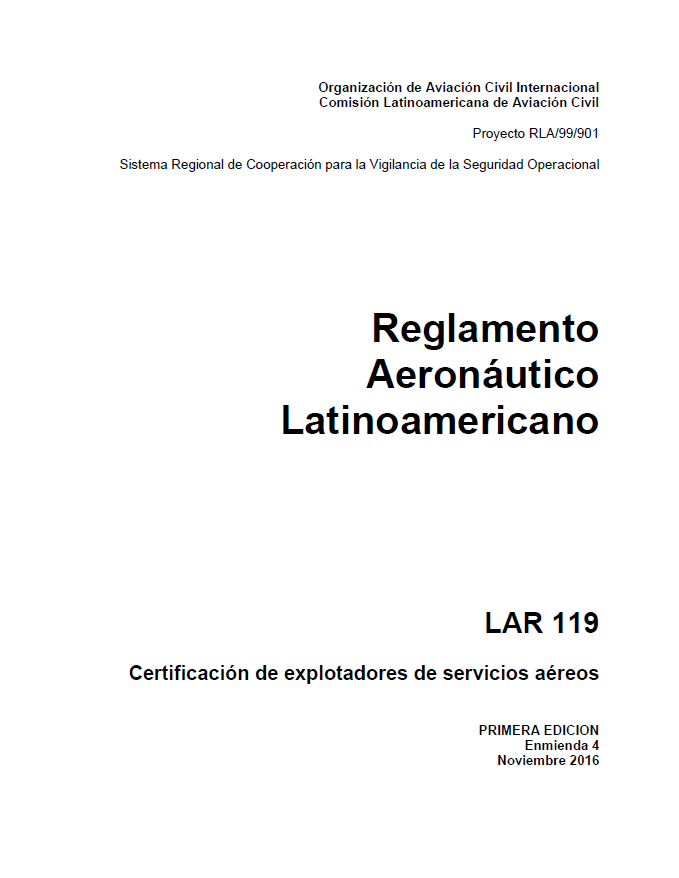 Organización de Aviación Civil Internacional
Comisión Latinoamericana de Aviación Civil
Proyecto RLA/99/901
Sistema Regional de Cooperación para la Vigilancia de la Seguridad Operacional
Reglamento
Aeronáutico
Latinoamericano
LAR 119
Certificación de explotadores de servicios aéreos
PRIMERA EDICION
Enmienda 4
Noviembre 2016